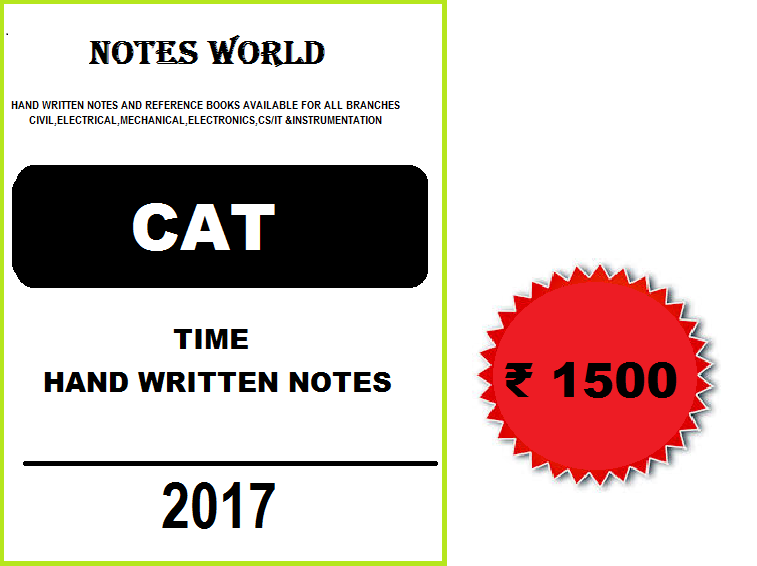 NOTES WORLD
HAND WRITTEN NOTES AND REFERENCE BOOKS AVAILABLE FOR ALL BRANCHES
CIVIL,ELECTRICAL,MECHANICAL,ELECTRONICS,CS/IT &INSTRUMENTATION
CAT
TIME
HAND WRITTEN NOTES
2017
₹ 1500